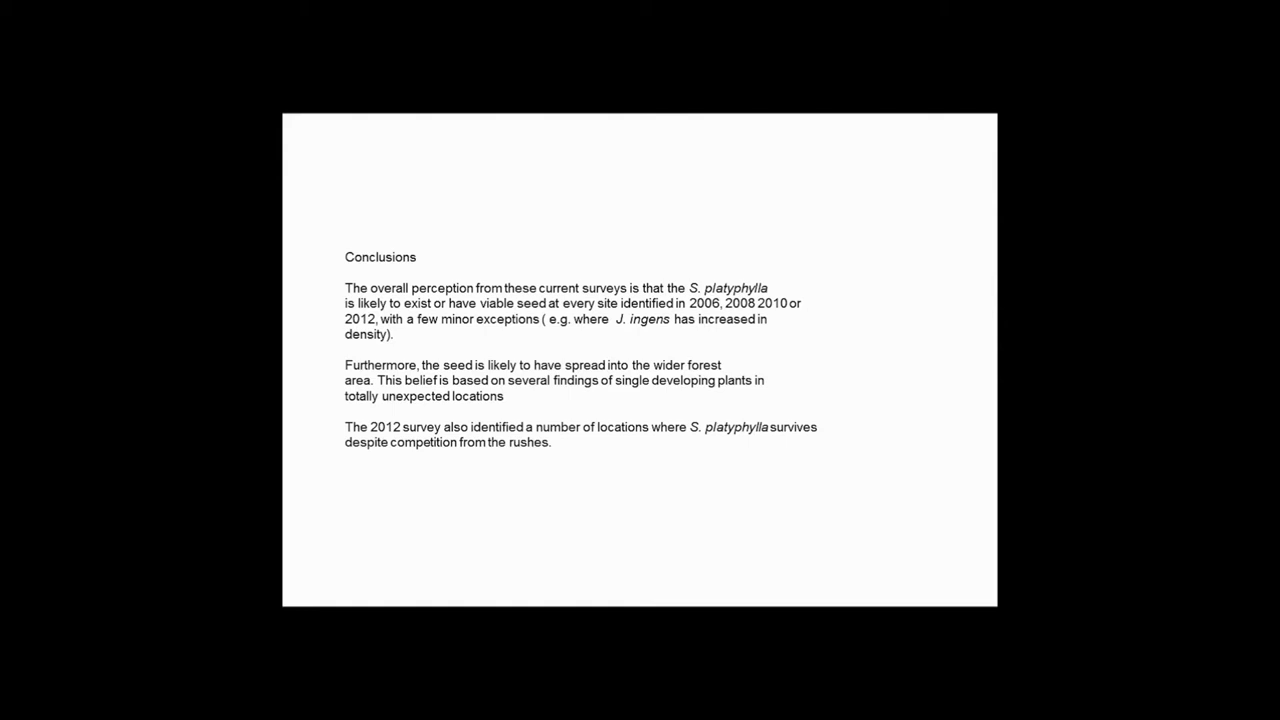 Conclusions
The overall perception from these current surveys is that the S. platyphylla
is likely to exist or have viable seed at every site identified in 2006, 2008 2010 or
2012, with a few minor exceptions ( e.g. where J. ingens has increased in
density).
Furthermore, the seed is likely to have spread into the wider forest
area. This belief is based on several findings of single developing plants in
totally unexpected locations
The 2012 survey also identified a number of locations where S. platyphylla survives
despite competition from the rushes.